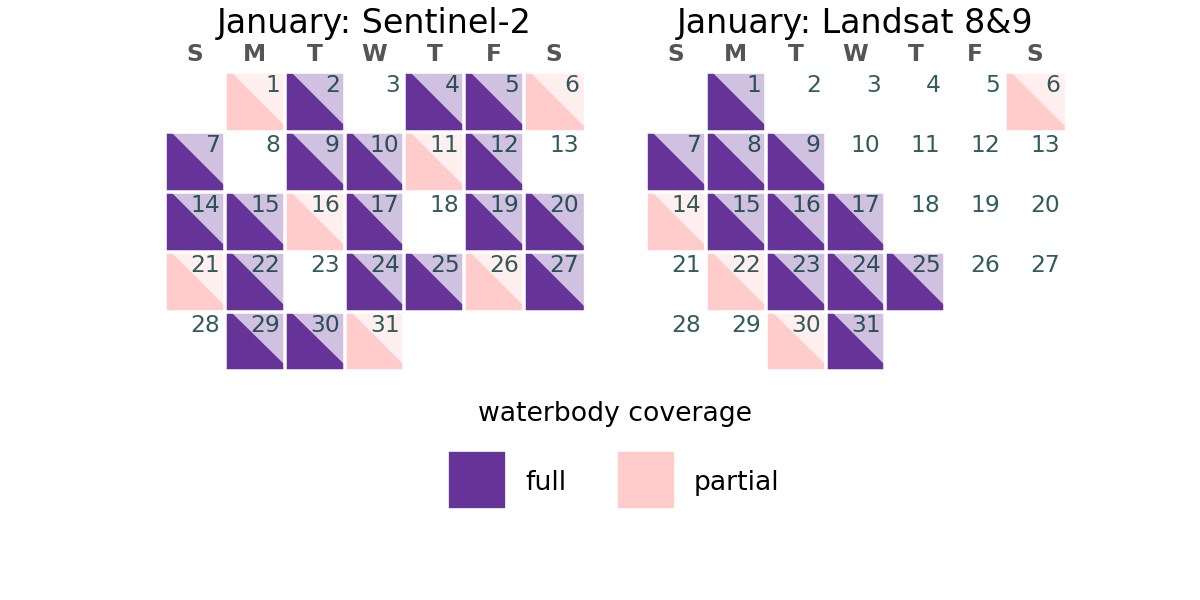 January: Sentinel-2
S M T W T F S
1 2 3 4 5 6
7 8 9 10 11 12 13
14 15 16 17 18 19 20
21 22 23 24 25 26 27
28 29 30 31
January: Landsat 8&9
S M T W T F S
1 2 3 4 5 6
7 8 9 10 11 12 13
14 15 16 17 18 19 20
21 22 23 24 25 26 27
28 29 30 31
waterbody coverage
full partial